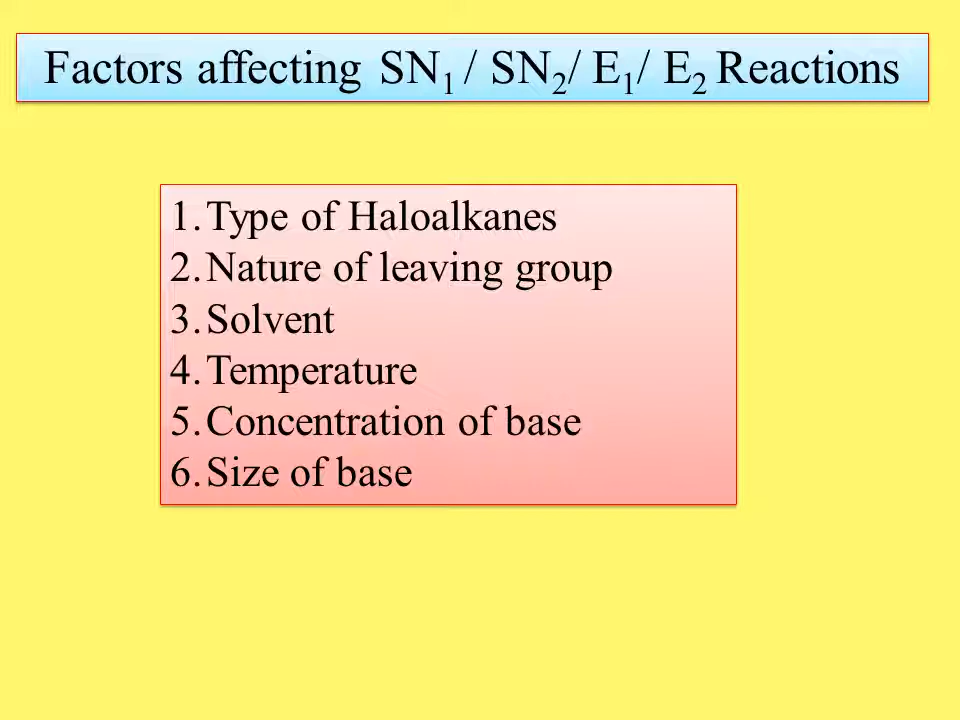 Factors affecting SN₁ / SN₂/ E₁/ E₂ Reactions
1. Type of Haloalkanes
2. Nature of leaving group
3. Solvent
4. Temperature
5. Concentration of base
6. Size of base